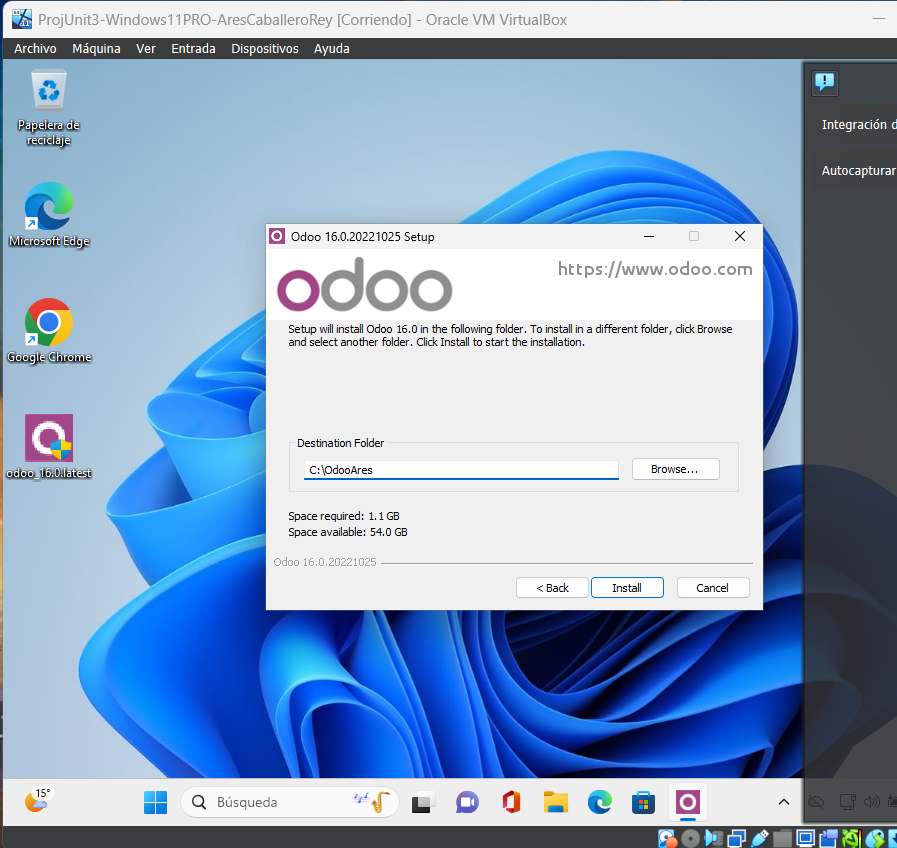 ProjUnit3-Windows11PRO-AresCaballeroRey [Corriendo] - Oracle VM VirtualBox
Archivo Máquina Ver Entrada Dispositivos Ayuda
Papelera de
reciclaje
Microsoft Edge
Google Chrome
odoo_16.0.latest
Integración d
Autocapturar
Odoo 16.0.20221025 Setup
odoo
https://www.odoo.com
Setup will install Odoo 16.0 in the following folder. To install in a different folder, click Browse
and select another folder. Click Install to start the installation.
Destination Folder
C:\OdooAres
Browse...
Space required: 1.1 GB
Space available: 54.0 GB
Odoo 16.0.20221025
< Back Install Cancel
15°
Búsqueda